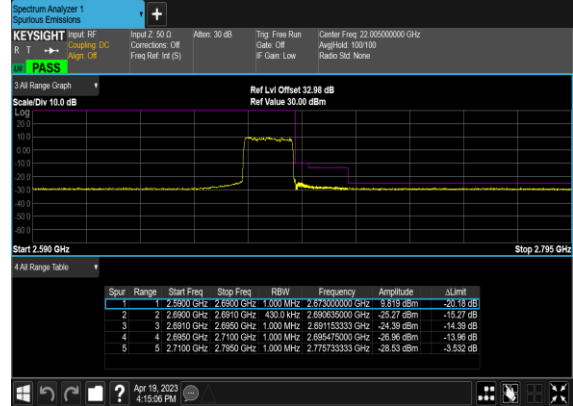 Spectrum Analyzer 1
Spurious Emissions
+
KEYSIGHT Input: RF Input Z: 50 Ω Atten: 30 dB Trig: Free Run Center Freq: 22.005000000 GHz
R T Coupling: DC Corrections: Off Gate: Off Avg|Hold: 100/100
Align: Off Freq Ref: Int (S) IF Gain: Low Radio Std: None
PASS
3 All Range Graph
Ref Lvl Offset 32.98 dB
Scale/Div 10.0 dB Ref Value 30.00 dBm
Log
20.0
10.0
0.0
-10.0
-20.0
-30.0
-40.0
-50.0
-60.0
Start 2.590 GHz Stop 2.795 GHz
4 All Range Table
Spur Range Start Freq Stop Freq RBW Frequency Amplitude ΔLimit
1 1 2.5900 GHz 2.6900 GHz 1.000 MHz 2.673000000 GHz 9.819 dBm -20.18 dB
2 2 2.6900 GHz 2.6910 GHz 430.0 kHz 2.690635000 GHz -25.27 dBm -15.27 dB
3 3 2.6910 GHz 2.6950 GHz 1.000 MHz 2.691153333 GHz -24.39 dBm -14.39 dB
4 4 2.6950 GHz 2.7100 GHz 1.000 MHz 2.695475000 GHz -26.96 dBm -13.96 dB
5 5 2.7100 GHz 2.7950 GHz 1.000 MHz 2.775733333 GHz -28.53 dBm -3.532 dB
? Apr 19, 2023
4:15:06 PM